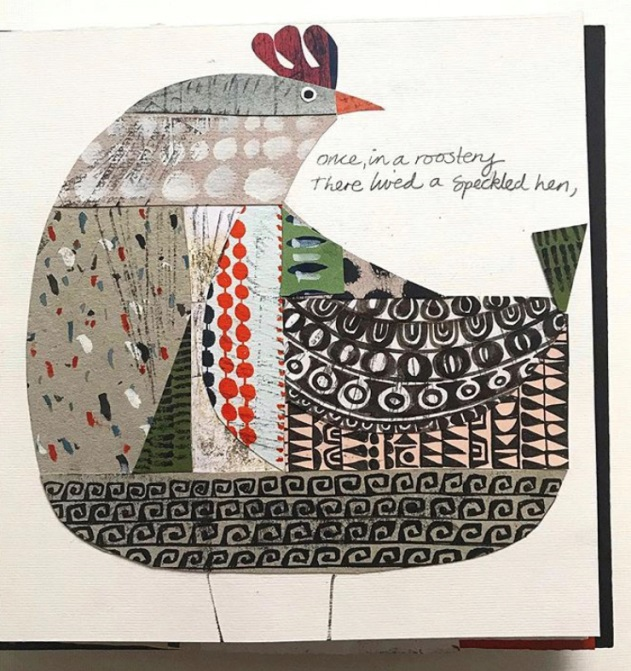 once, in a roostery
There lived a Speckled hen,